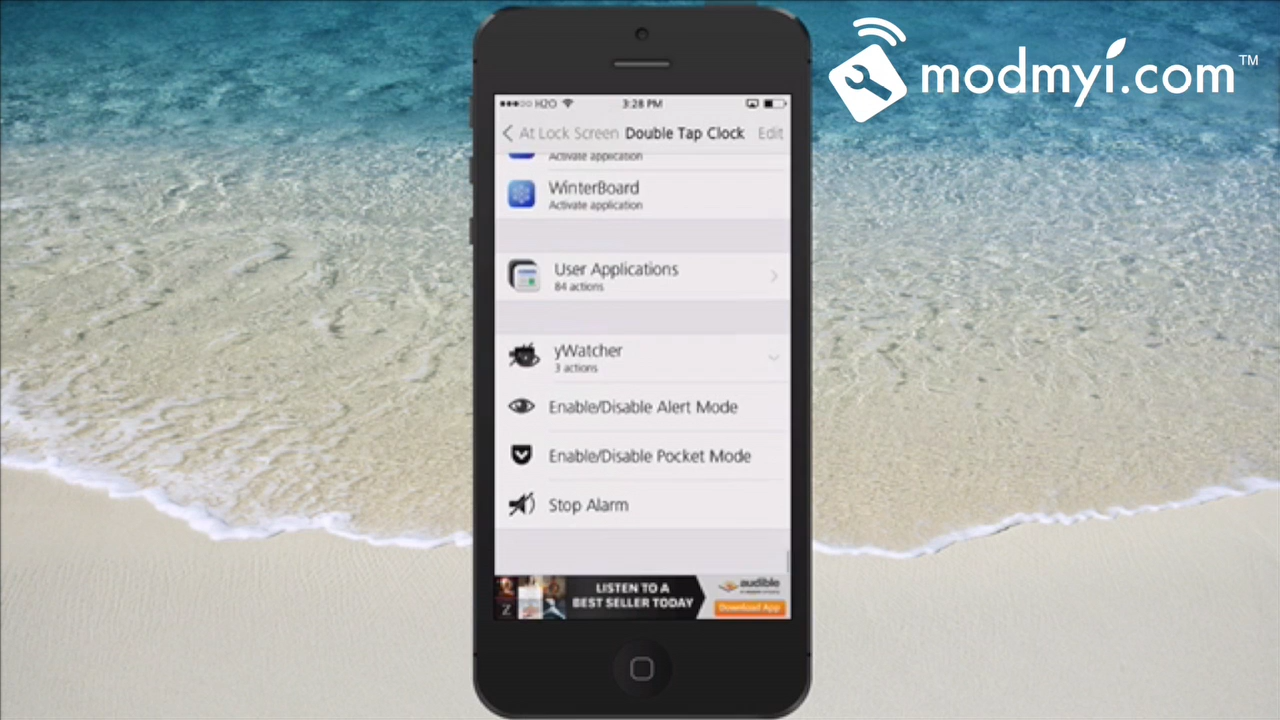 modmyi.com™
H2O
3:28 PM
At Lock Screen
Double Tap Clock
Edit
Activate application
WinterBoard
Activate application
User Applications
84 actions
yWatcher
3 actions
Enable/Disable Alert Mode
Enable/Disable Pocket Mode
Stop Alarm
LISTEN TO A
BEST SELLER TODAY
Z
audible
Download App